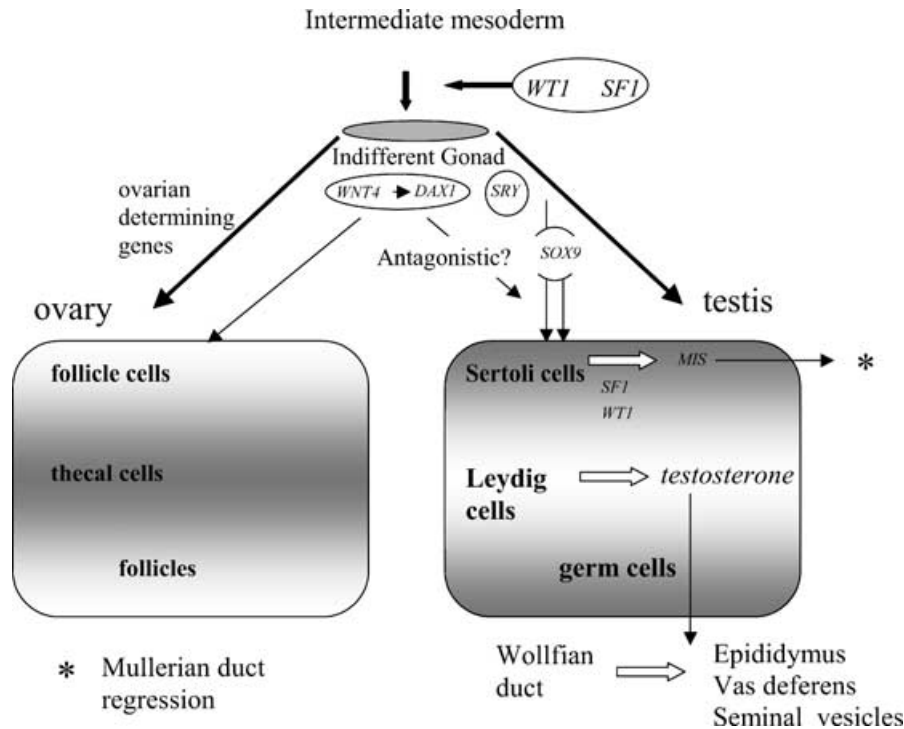 Intermediate mesoderm
WT1 SF1
Indifferent Gonad
WNT4 DAX1 SRY
ovarian
determining
genes
Antagonistic? SOX9
ovary
testis
follicle cells
thecal cells
follicles
Sertoli cells MIS *
SF1
WT1
Leydig
cells
testosterone
germ cells
* Mullerian duct
regression
Wollfian
duct
Epididymus
Vas deferens
Seminal vesicles